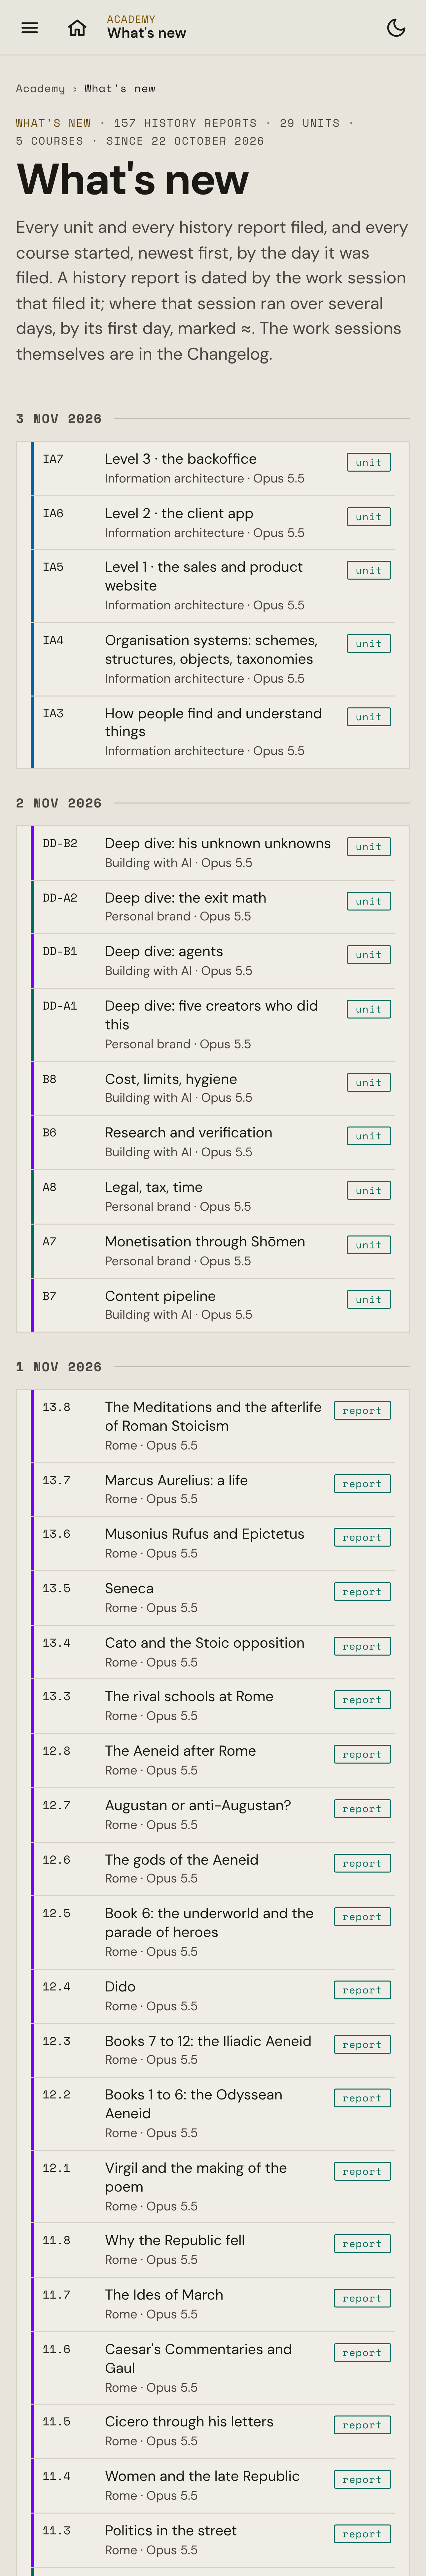 ACADEMY
What's new
Academy › What's new
WHAT'S NEW · 157 HISTORY REPORTS · 29 UNITS ·
5 COURSES · SINCE 22 OCTOBER 2026
What's new
Every unit and every history report filed, and every
course started, newest first, by the day it was
filed. A history report is dated by the work session
that filed it; where that session ran over several
days, by its first day, marked ≈. The work sessions
themselves are in the Changelog.
3 NOV 2026
IA7 Level 3 · the backoffice unit
Information architecture · Opus 5.5
IA6 Level 2 · the client app unit
Information architecture · Opus 5.5
IA5 Level 1 · the sales and product unit
website
Information architecture · Opus 5.5
IA4 Organisation systems: schemes, unit
structures, objects, taxonomies
Information architecture · Opus 5.5
IA3 How people find and understand unit
things
Information architecture · Opus 5.5
2 NOV 2026
DD-B2 Deep dive: his unknown unknowns unit
Building with AI · Opus 5.5
DD-A2 Deep dive: the exit math unit
Personal brand · Opus 5.5
DD-B1 Deep dive: agents unit
Building with AI · Opus 5.5
DD-A1 Deep dive: five creators who did unit
this
Personal brand · Opus 5.5
B8 Cost, limits, hygiene unit
Building with AI · Opus 5.5
B6 Research and verification unit
Building with AI · Opus 5.5
A8 Legal, tax, time unit
Personal brand · Opus 5.5
A7 Monetisation through Shōmen unit
Personal brand · Opus 5.5
B7 Content pipeline unit
Building with AI · Opus 5.5
1 NOV 2026
13.8 The Meditations and the afterlife report
of Roman Stoicism
Rome · Opus 5.5
13.7 Marcus Aurelius: a life report
Rome · Opus 5.5
13.6 Musonius Rufus and Epictetus report
Rome · Opus 5.5
13.5 Seneca report
Rome · Opus 5.5
13.4 Cato and the Stoic opposition report
Rome · Opus 5.5
13.3 The rival schools at Rome report
Rome · Opus 5.5
12.8 The Aeneid after Rome report
Rome · Opus 5.5
12.7 Augustan or anti-Augustan? report
Rome · Opus 5.5
12.6 The gods of the Aeneid report
Rome · Opus 5.5
12.5 Book 6: the underworld and the report
parade of heroes
Rome · Opus 5.5
12.4 Dido report
Rome · Opus 5.5
12.3 Books 7 to 12: the Iliadic Aeneid report
Rome · Opus 5.5
12.2 Books 1 to 6: the Odyssean report
Aeneid
Rome · Opus 5.5
12.1 Virgil and the making of the report
poem
Rome · Opus 5.5
11.8 Why the Republic fell report
Rome · Opus 5.5
11.7 The Ides of March report
Rome · Opus 5.5
11.6 Caesar's Commentaries and report
Gaul
Rome · Opus 5.5
11.5 Cicero through his letters report
Rome · Opus 5.5
11.4 Women and the late Republic report
Rome · Opus 5.5
11.3 Politics in the street report
Rome · Opus 5.5